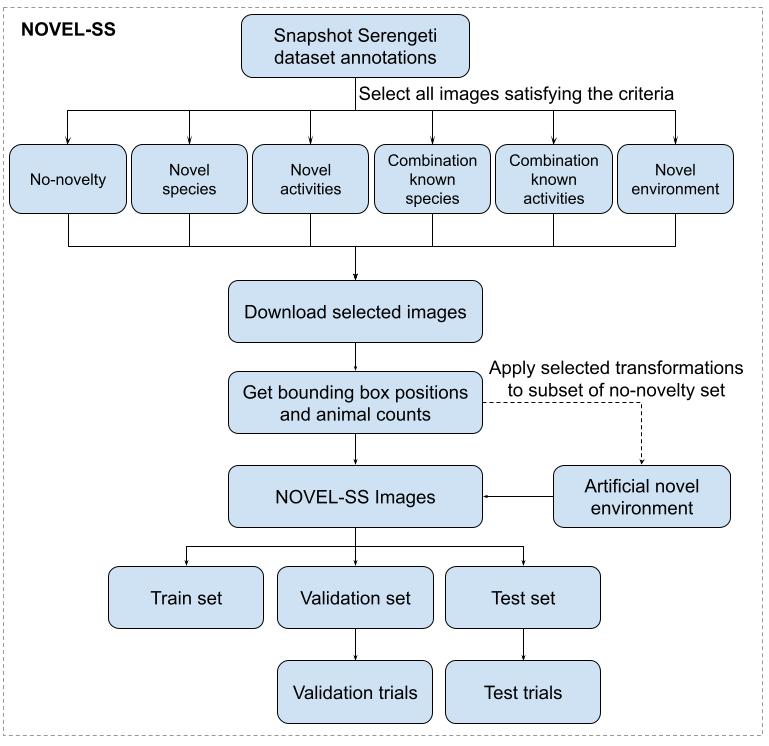 NOVEL-SS
Snapshot Serengeti
dataset annotations
Select all images satisfying the criteria
No-novelty
Novel
species
Novel
activities
Combination
known
species
Combination
known
activities
Novel
environment
Download selected images
Get bounding box positions
and animal counts
Apply selected transformations
to subset of no-novelty set
NOVEL-SS Images
Artificial novel
environment
Train set
Validation set
Test set
Validation trials
Test trials